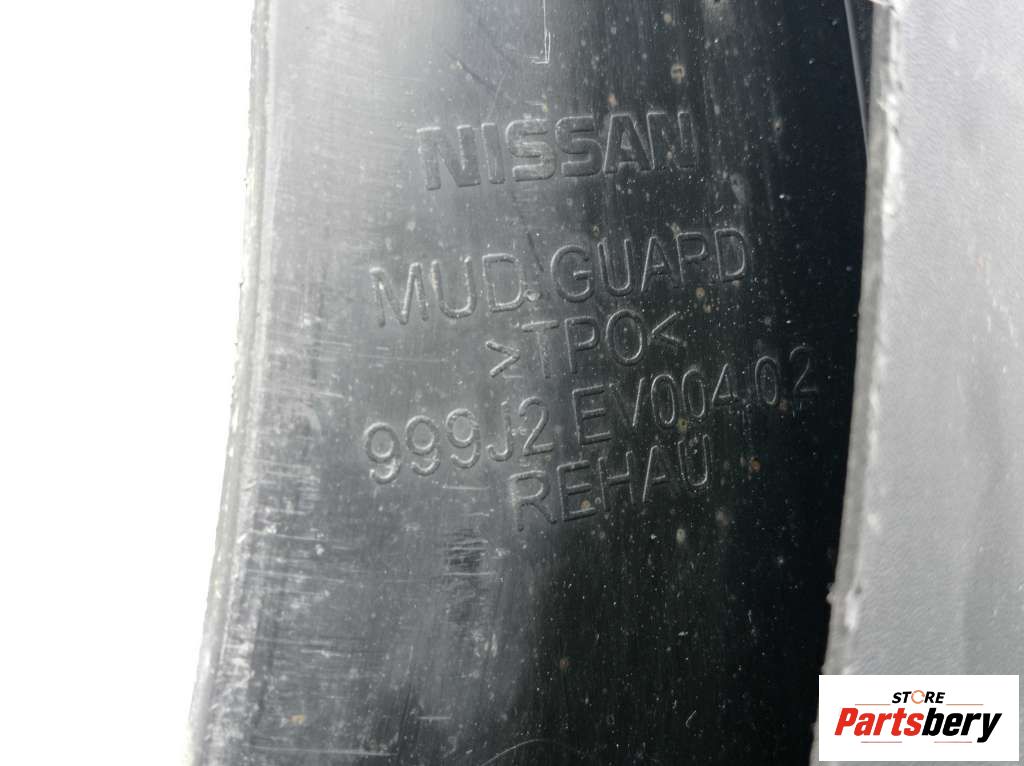 NISSAN
MUD GUARD
>TPO<
999J2 EV004.02
REHAU
STORE
Partsbery